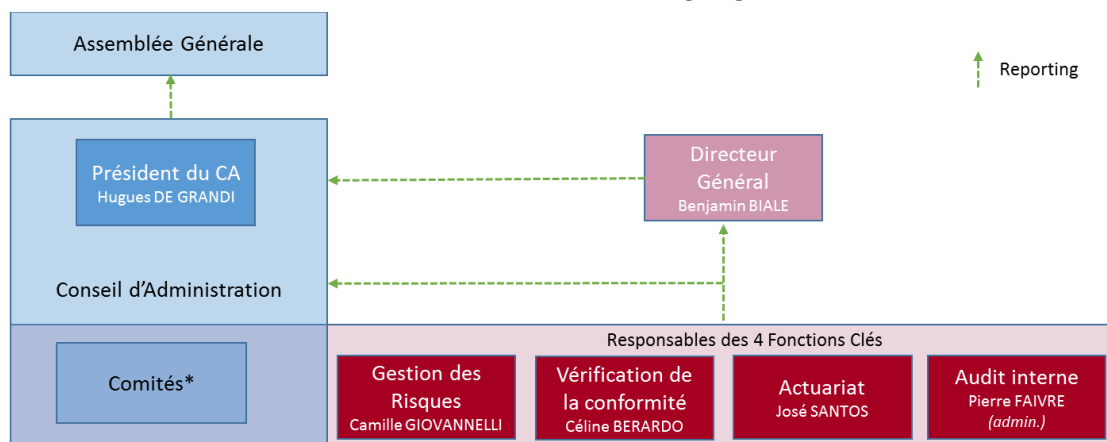 Assemblée Générale
Reporting
Président du CA
Hugues DE GRANDI
Directeur
Général
Benjamin BIALE
Conseil d'Administration
Responsables des 4 Fonctions Clés
Comités*
Gestion des
Risques
Camille GIOVANNELLI
Vérification de
la conformité
Céline BERARDO
Actuariat
José SANTOS
Audit interne
Pierre FAIVRE
(admin.)